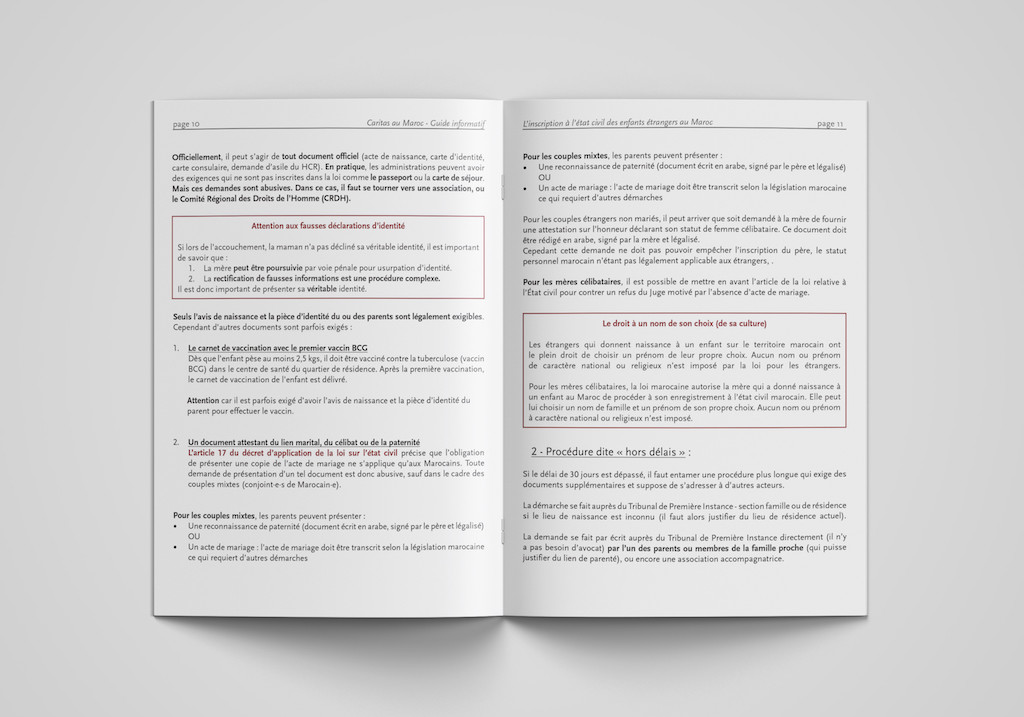 page 10
Caritas au Maroc - Guide informatif
Officiellement, il peut s'agir de tout document officiel (acte de naissance, carte d'identité,
carte consulaire, demande d'asile du HCR). En pratique, les administrations peuvent avoir
des exigences qui ne sont pas inscrites dans la loi comme le passeport ou la carte de séjour.
Mais ces demandes sont abusives. Dans ce cas, il faut se tourner vers une association, ou
le Comité Régional des Droits de l'Homme (CRDH).
Attention aux fausses déclarations d'identité
Si lors de l'accouchement, la maman n'a pas décliné sa véritable identité, il est important
de savoir que :
1. La mère peut être poursuivie par voie pénale pour usurpation d'identité.
2. La rectification de fausses informations est une procédure complexe.
Il est donc important de présenter sa véritable identité.
Seuls l'avis de naissance et la pièce d'identité du ou des parents sont légalement exigibles.
Cependant d'autres documents sont parfois exigés :
1. Le carnet de vaccination avec le premier vaccin BCG
Dès que l'enfant pèse au moins 2,5 kgs, il doit être vacciné contre la tuberculose (vaccin
BCG) dans le centre de santé du quartier de résidence. Après la première vaccination,
le carnet de vaccination de l'enfant est délivré.
Attention car il est parfois exigé d'avoir l'avis de naissance et la pièce d'identité du
parent pour effectuer le vaccin.
2. Un document attestant du lien marital, du célibat ou de la paternité
L'article 17 du décret d'application de la loi sur l'état civil précise que l'obligation
de présenter une copie de l'acte de mariage ne s'applique qu'aux Marocains. Toute
demande de présentation d'un tel document est donc abusive, sauf dans le cadre des
couples mixtes (conjoint·e·s de Marocain·e).
Pour les couples mixtes, les parents peuvent présenter :
• Une reconnaissance de paternité (document écrit en arabe, signé par le père et légalisé)
OU
• Un acte de mariage : l'acte de mariage doit être transcrit selon la législation marocaine
ce qui requiert d'autres démarches
L'inscription à l'état civil des enfants étrangers au Maroc
page 11
Pour les couples mixtes, les parents peuvent présenter :
• Une reconnaissance de paternité (document écrit en arabe, signé par le père et légalisé)
OU
• Un acte de mariage : l'acte de mariage doit être transcrit selon la législation marocaine
ce qui requiert d'autres démarches
Pour les couples étrangers non mariés, il peut arriver que soit demandé à la mère de fournir
une attestation sur l'honneur déclarant son statut de femme célibataire. Ce document doit
être rédigé en arabe, signé par la mère et légalisé.
Cepedant cette demande ne doit pas pouvoir empêcher l'inscription du père, le statut
personnel marocain n'étant pas légalement applicable aux étrangers, .
Pour les mères célibataires, il est possible de mettre en avant l'article de la loi relative à
l'État civil pour contrer un refus du Juge motivé par l'absence d'acte de mariage.
Le droit à un nom de son choix (de sa culture)
Les étrangers qui donnent naissance à un enfant sur le territoire marocain ont
le plein droit de choisir un prénom de leur propre choix. Aucun nom ou prénom
de caractère national ou religieux n'est imposé par la loi pour les étrangers.
Pour les mères célibataires, la loi marocaine autorise la mère qui a donné naissance à
un enfant au Maroc de procéder à son enregistrement à l'état civil marocain. Elle peut
lui choisir un nom de famille et un prénom de son propre choix. Aucun nom ou prénom
à caractère national ou religieux n'est imposé.
2 - Procédure dite « hors délais » :
Si le délai de 30 jours est dépassé, il faut entamer une procédure plus longue qui exige des
documents supplémentaires et suppose de s'adresser à d'autres acteurs.
La démarche se fait auprès du Tribunal de Première Instance - section famille ou de résidence
si le lieu de naissance est inconnu (il faut alors justifier du lieu de résidence actuel).
La demande se fait par écrit auprès du Tribunal de Première Instance directement (il n'y
a pas besoin d'avocat) par l'un des parents ou membres de la famille proche (qui puisse
justifier du lien de parenté), ou encore une association accompagnatrice.